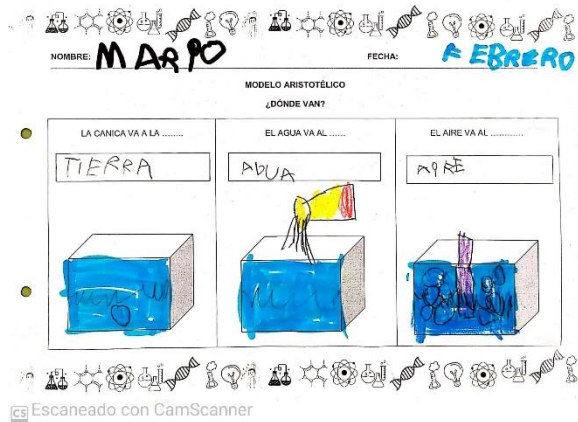 NOMBRE: MARIO FECHA: FEBRERO
MODELO ARISTOTÉLICO
¿DÓNDE VAN?
LA CANICA VA A LA ........
TIERRA
EL AGUA VA AL ......
AGUA
EL AIRE VA AL ............
AIRE
CS Escaneado con CamScanner